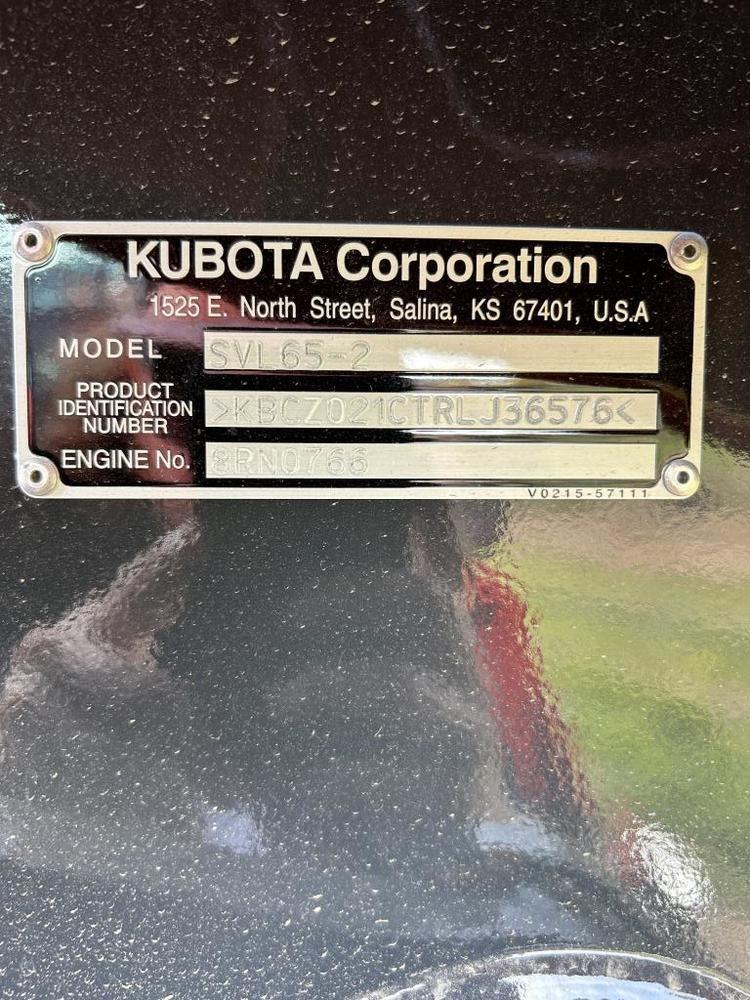 KUBOTA Corporation
1525 E. North Street, Salina, KS 67401, U.S.A
MODEL SVL65-2
PRODUCT
IDENTIFICATION
NUMBER >KBCZ021CTRLJ36576<
ENGINE No. 8RN0766
V0215-57111